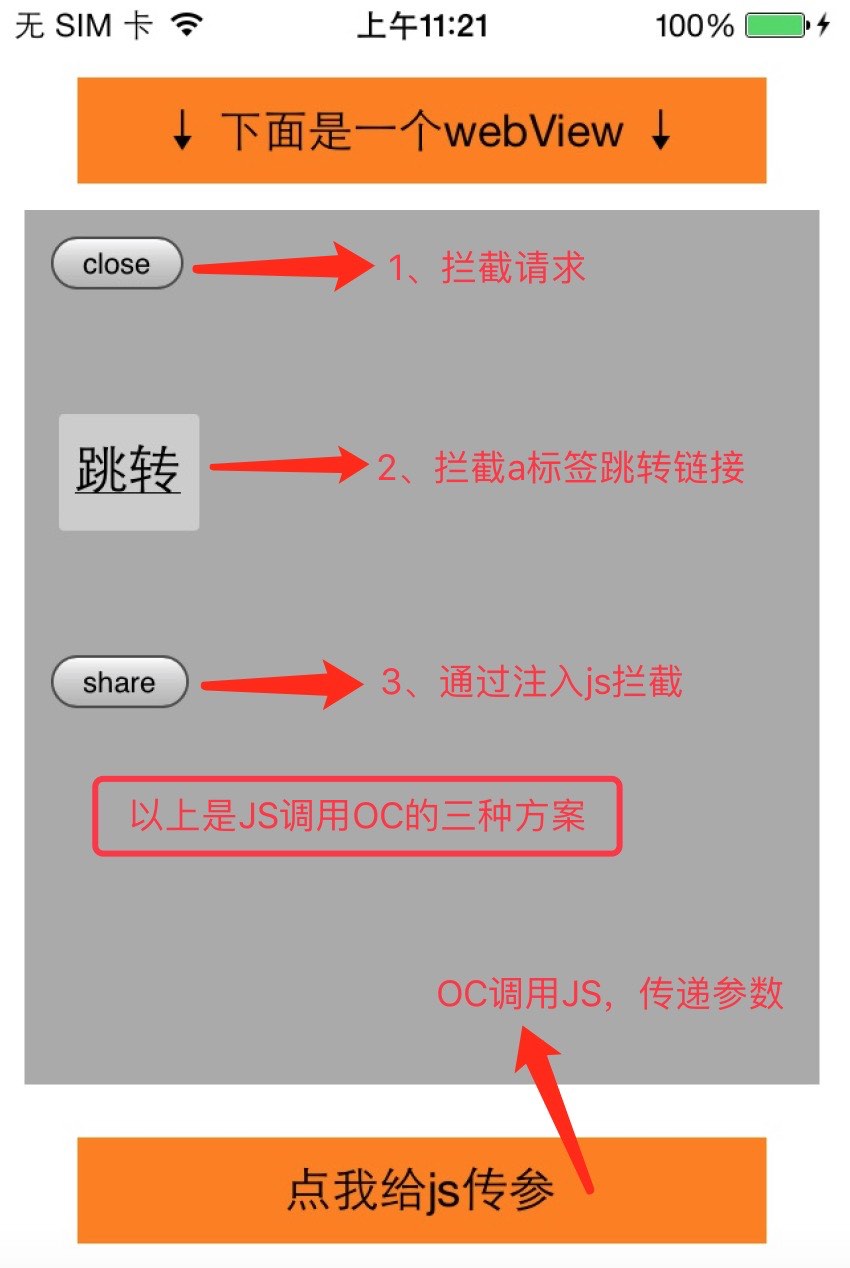 无 SIM 卡 上午11:21 100%
↓ 下面是一个webView ↓
close 1、拦截请求
跳转 2、拦截a标签跳转链接
share 3、通过注入js拦截
以上是JS调用OC的三种方案
OC调用JS，传递参数
点我给js传参